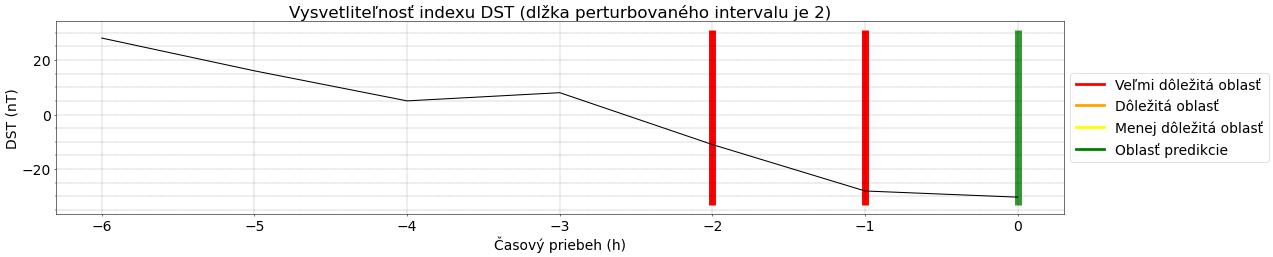 Vysvetliteľnosť indexu DST (dĺžka perturbovaného intervalu je 2)
DST (nT)
20
0
−20
−6 −5 −4 −3 −2 −1 0
Časový priebeh (h)
Veľmi dôležitá oblasť
Dôležitá oblasť
Menej dôležitá oblasť
Oblasť predikcie